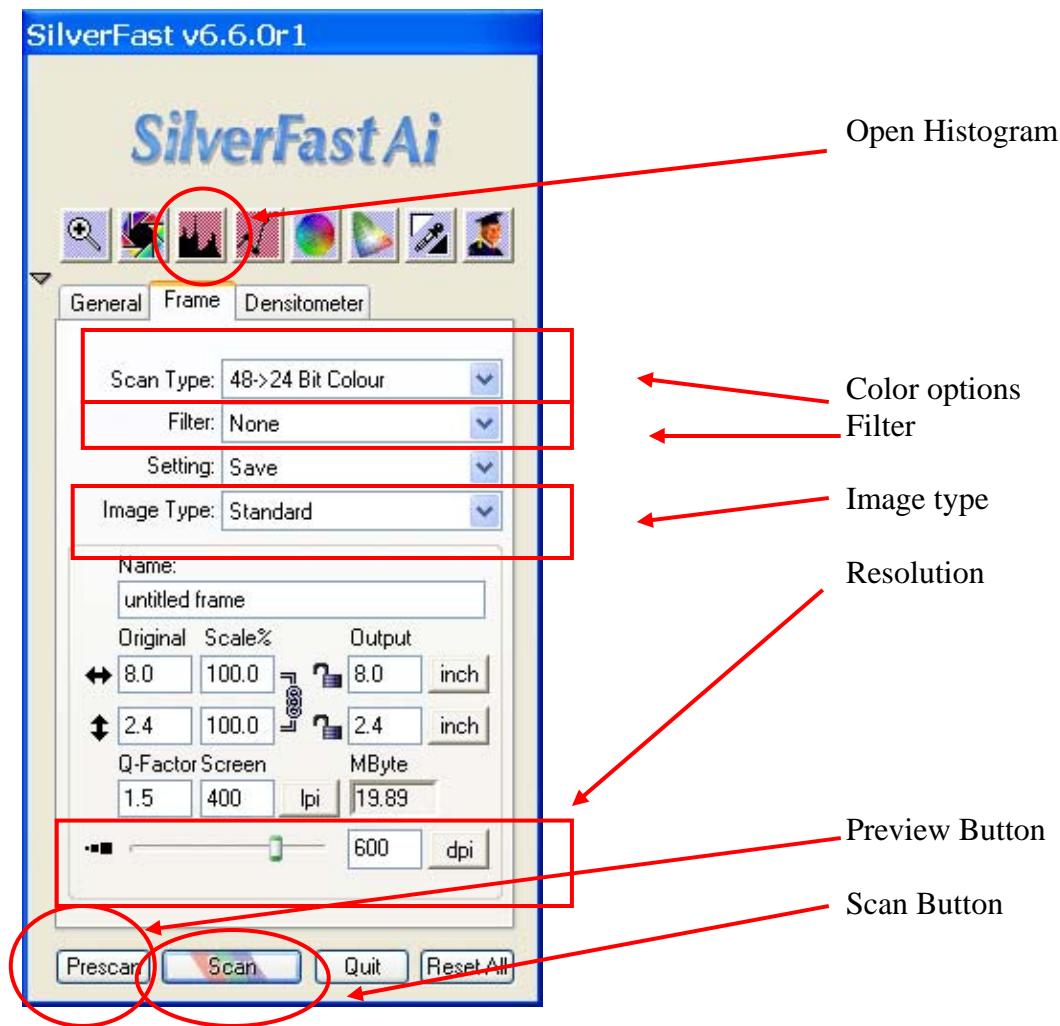 SilverFast v6.6.0r1
SilverFast Ai
Open Histogram
General Frame Densitometer
Scan Type: 48->24 Bit Colour
Color options
Filter: None
Filter
Setting: Save
Image Type: Standard
Image type
Name:
Resolution
untitled frame
Original Scale% Output
8.0 100.0 8.0 inch
2.4 100.0 2.4 inch
Q-Factor Screen MByte
1.5 400 lpi 19.89
600 dpi
Preview Button
Scan Button
Prescan Scan Quit Reset All